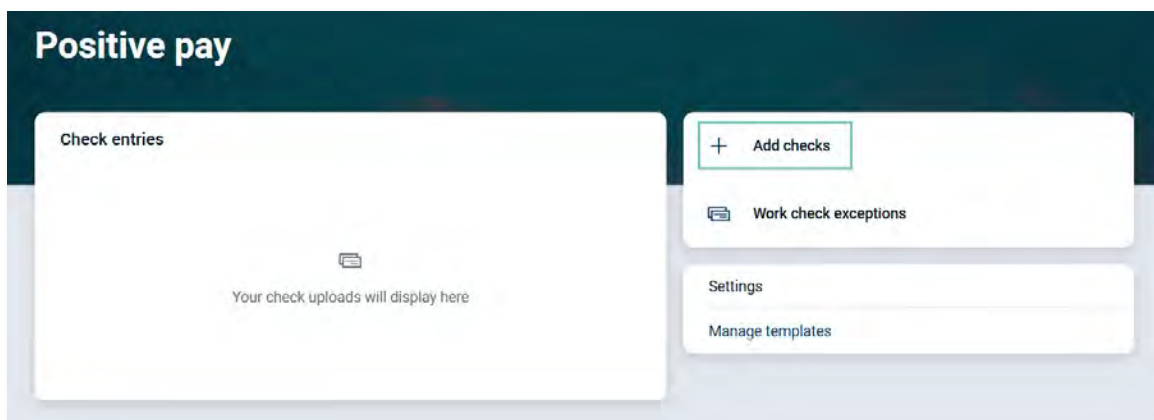 Positive pay
Check entries
Your check uploads will display here
Add checks
Work check exceptions
Settings
Manage templates